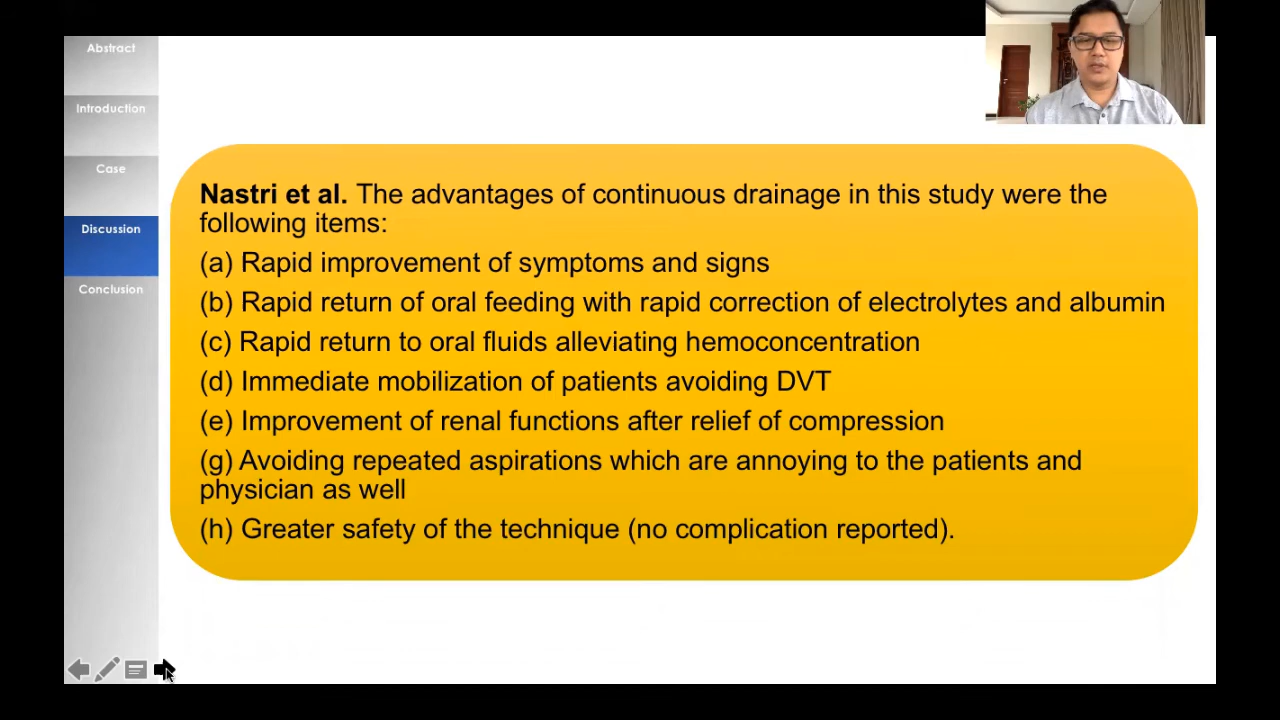 Abstract
Introduction
Case
Discussion
Conclusion
Nastri et al. The advantages of continuous drainage in this study were the
following items:
(a) Rapid improvement of symptoms and signs
(b) Rapid return of oral feeding with rapid correction of electrolytes and albumin
(c) Rapid return to oral fluids alleviating hemoconcentration
(d) Immediate mobilization of patients avoiding DVT
(e) Improvement of renal functions after relief of compression
(g) Avoiding repeated aspirations which are annoying to the patients and
physician as well
(h) Greater safety of the technique (no complication reported).